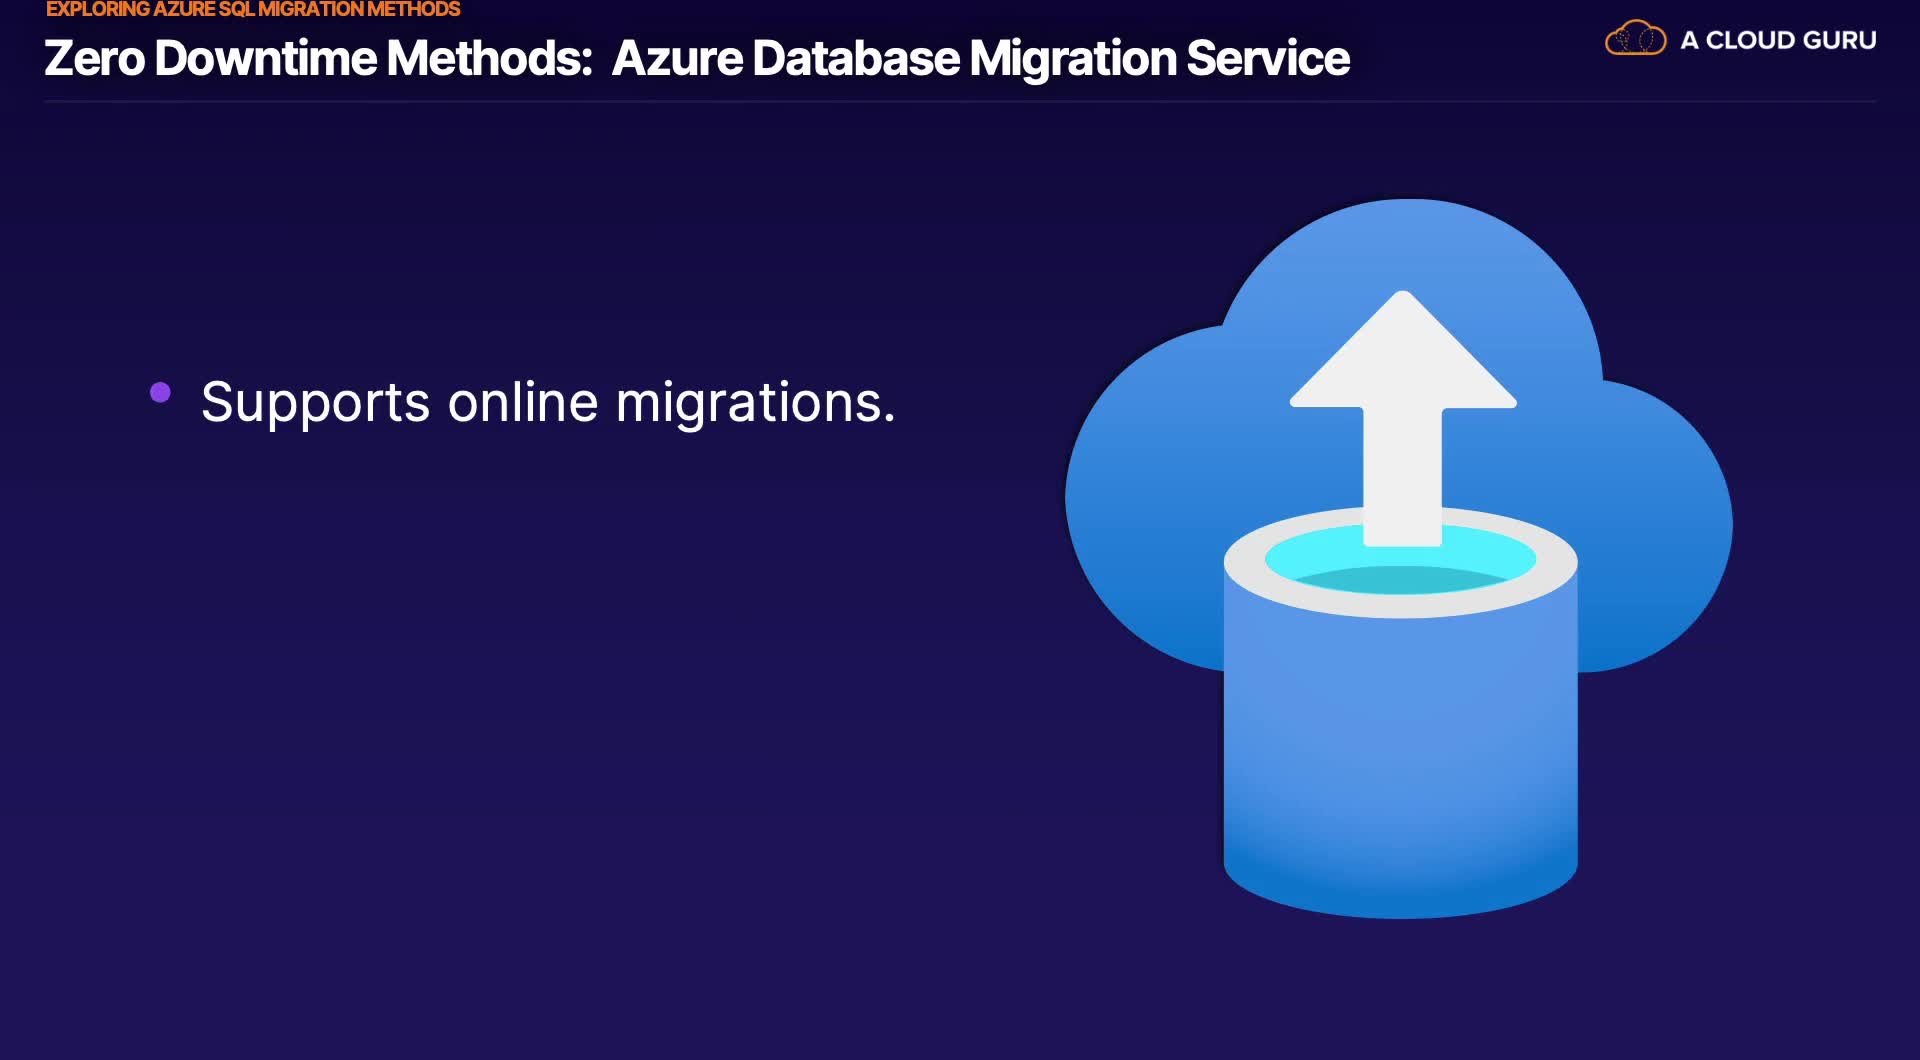 EXPLORING AZURE SQL MIGRATION METHODS
Zero Downtime Methods: Azure Database Migration Service
A CLOUD GURU
Supports online migrations.